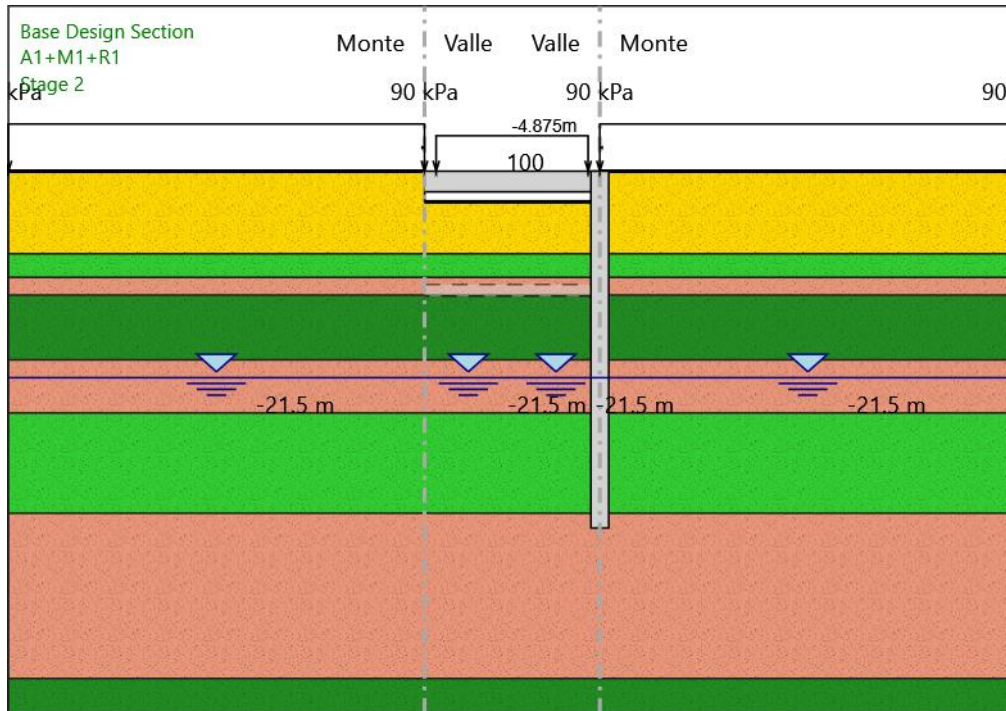 Base Design Section
A1+M1+R1
Stage 2
Monte Valle Valle Monte
kPa 90 kPa 90 kPa 90
-4.875m
100
-21.5 m -21.5 m -21.5 m -21.5 m